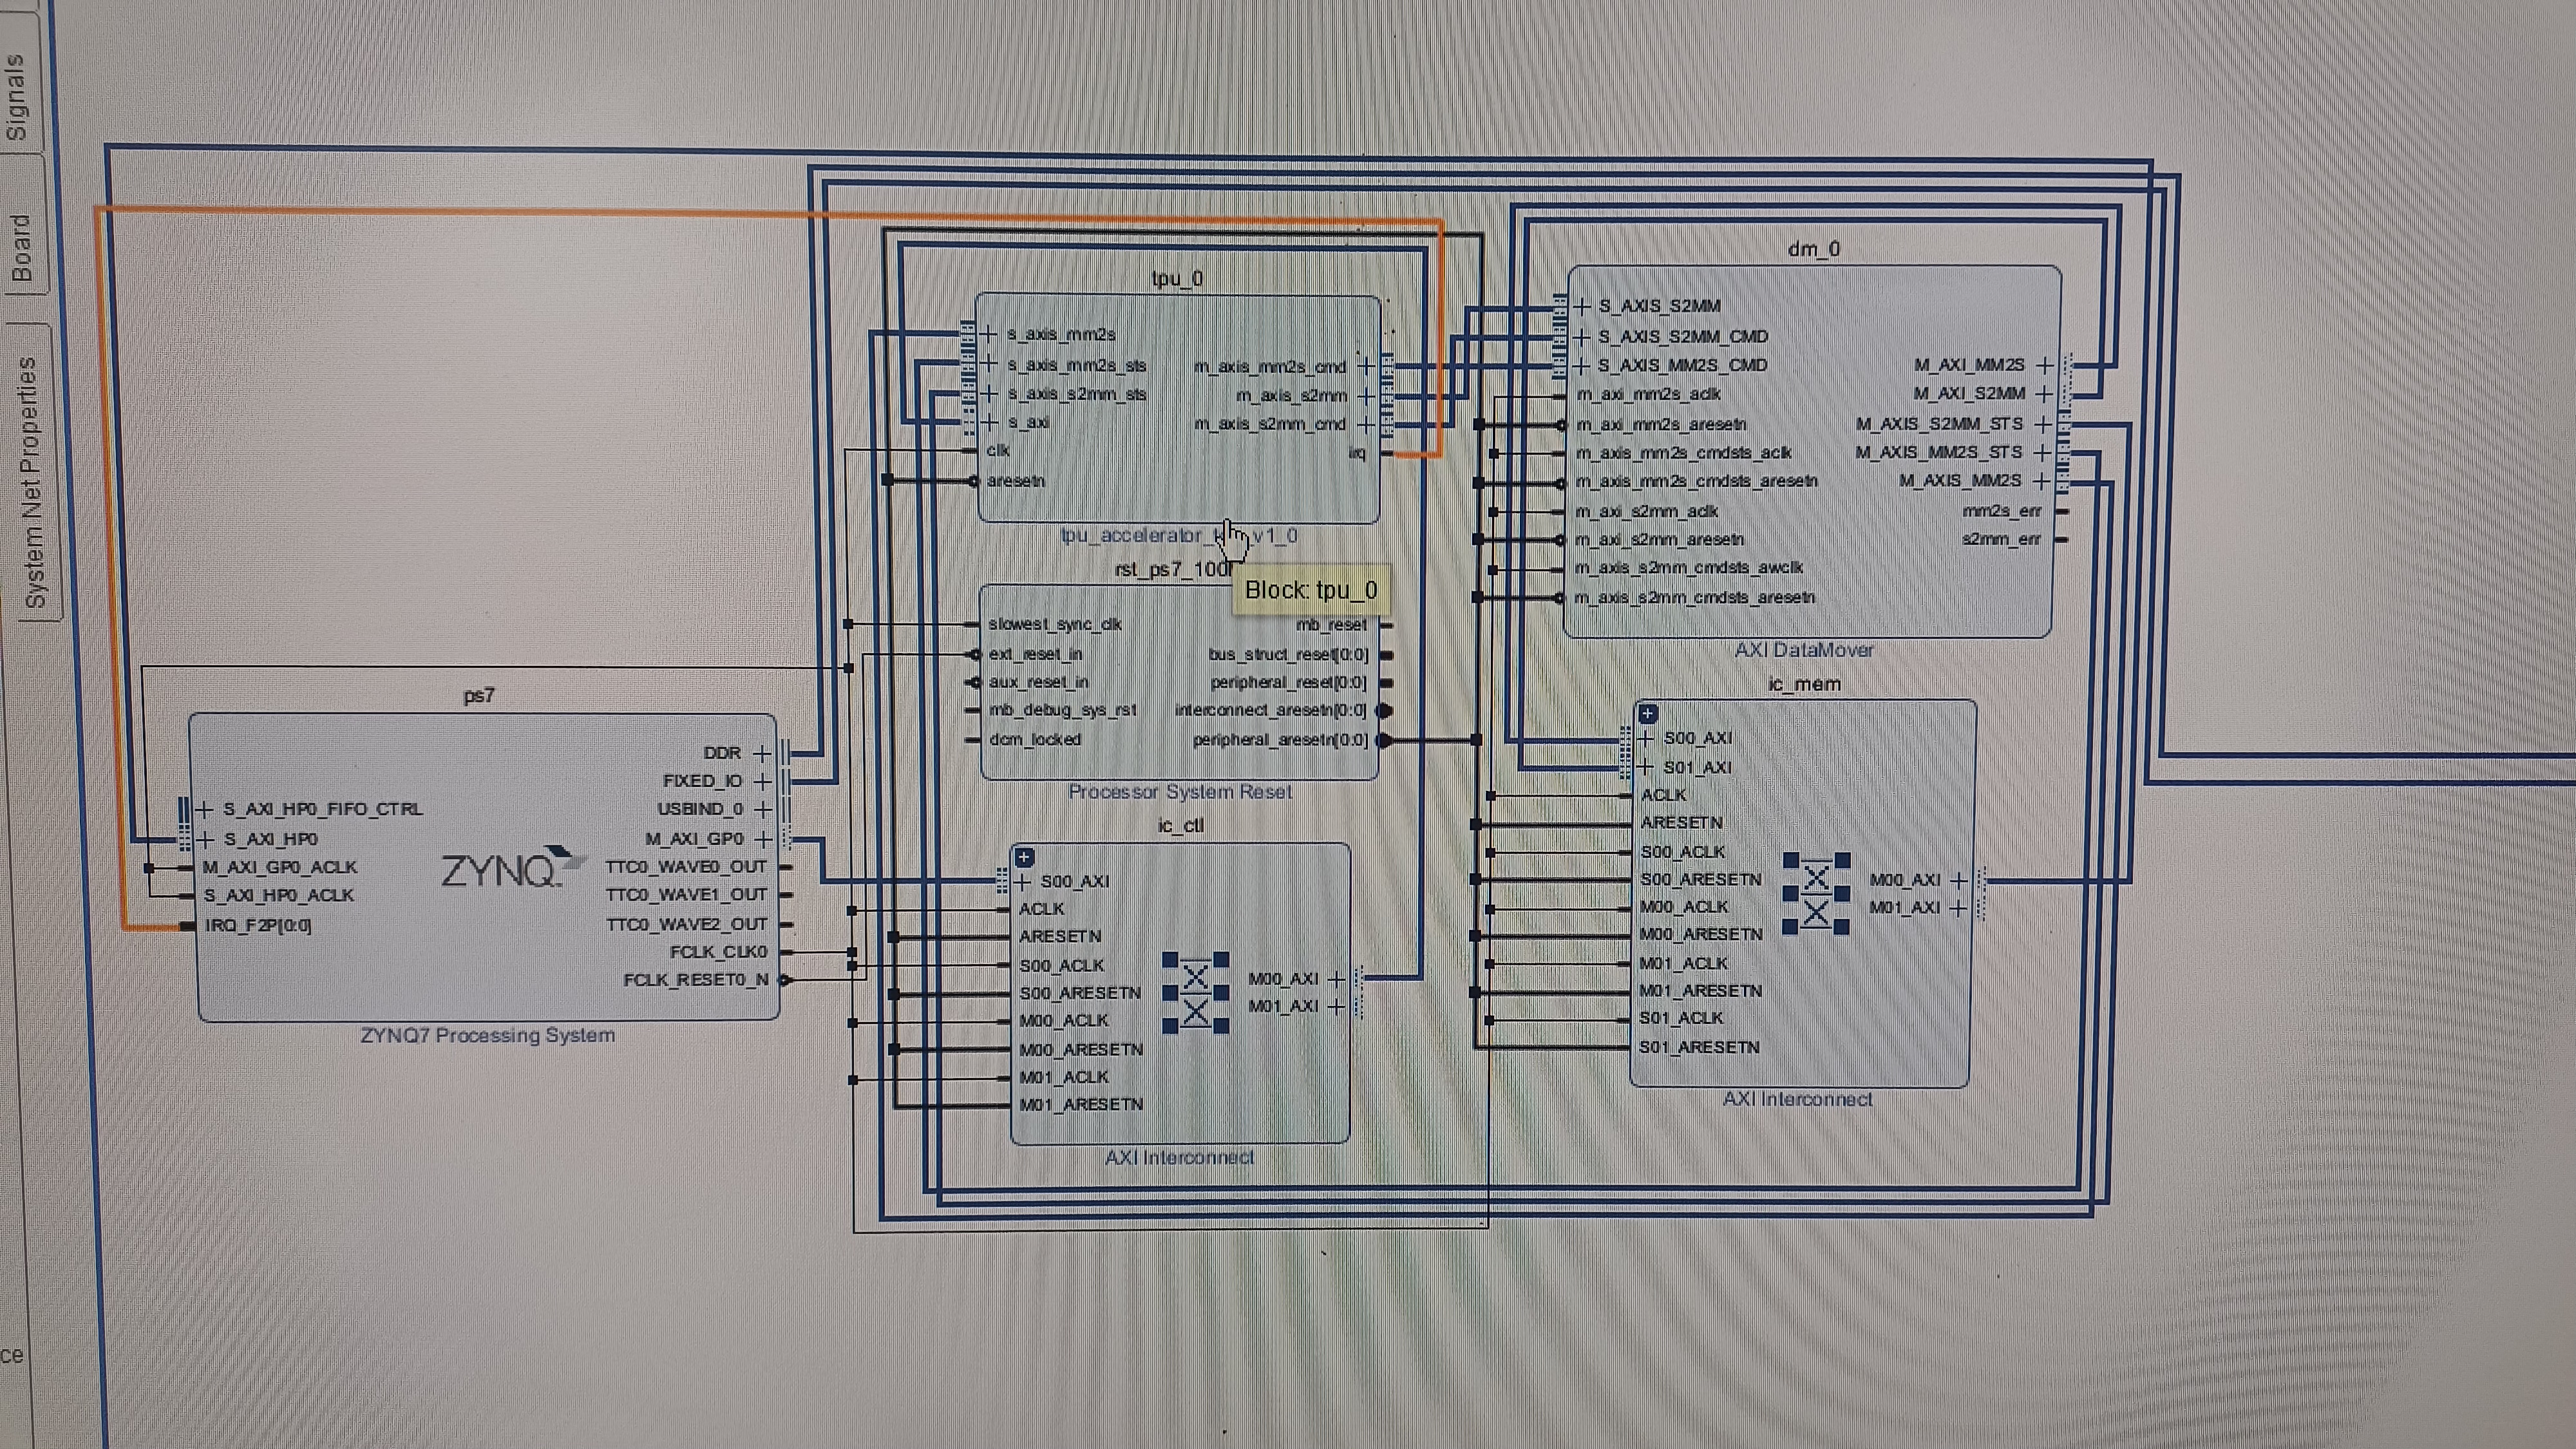 Signals
Board
System Net Properties
ce
tpu_0
s_axis_mm2s
s_axis_mm2s_sts
s_axis_s2mm_sts
s_axi
clk
aresetn
m_axis_mm2s_cmd
m_axis_s2mm
m_axis_s2mm_cmd
irq
tpu_accelerator_ v1_0
Block: tpu_0
slowest_sync_clk
ext_reset_in
aux_reset_in
mb_debug_sys_rst
dcm_locked
mb_reset
bus_struct_reset[0:0]
peripheral_reset[0:0]
interconnect_aresetn[0:0]
peripheral_aresetn[0:0]
Processor System Reset
dm_0
S_AXIS_S2MM
S_AXIS_S2MM_CMD
S_AXIS_MM2S_CMD
m_axi_mm2s_aclk
m_axi_mm2s_aresetn
m_axis_mm2s_cmdsts_aclk
m_axis_mm2s_cmdsts_aresetn
m_axi_s2mm_aclk
m_axi_s2mm_aresetn
m_axis_s2mm_cmdsts_awclk
m_axis_s2mm_cmdsts_aresetn
M_AXI_MM2S
M_AXI_S2MM
M_AXIS_S2MM_STS
M_AXIS_MM2S_STS
M_AXIS_MM2S
mm2s_err
s2mm_err
AXI DataMover
ps7
S_AXI_HP0_FIFO_CTRL
S_AXI_HP0
M_AXI_GP0_ACLK
S_AXI_HP0_ACLK
IRQ_F2P[0:0]
ZYNQ
DDR
FIXED_IO
USBIND_0
M_AXI_GP0
TTC0_WAVE0_OUT
TTC0_WAVE1_OUT
TTC0_WAVE2_OUT
FCLK_CLK0
FCLK_RESET0_N
ZYNQ7 Processing System
ic_ctl
S00_AXI
ACLK
ARESETN
S00_ACLK
S00_ARESETN
M00_ACLK
M00_ARESETN
M01_ACLK
M01_ARESETN
M00_AXI
M01_AXI
AXI Interconnect
ic_mem
S00_AXI
S01_AXI
ACLK
ARESETN
S00_ACLK
S00_ARESETN
M00_ACLK
M00_ARESETN
M01_ACLK
M01_ARESETN
S01_ACLK
S01_ARESETN
M00_AXI
M01_AXI
AXI Interconnect